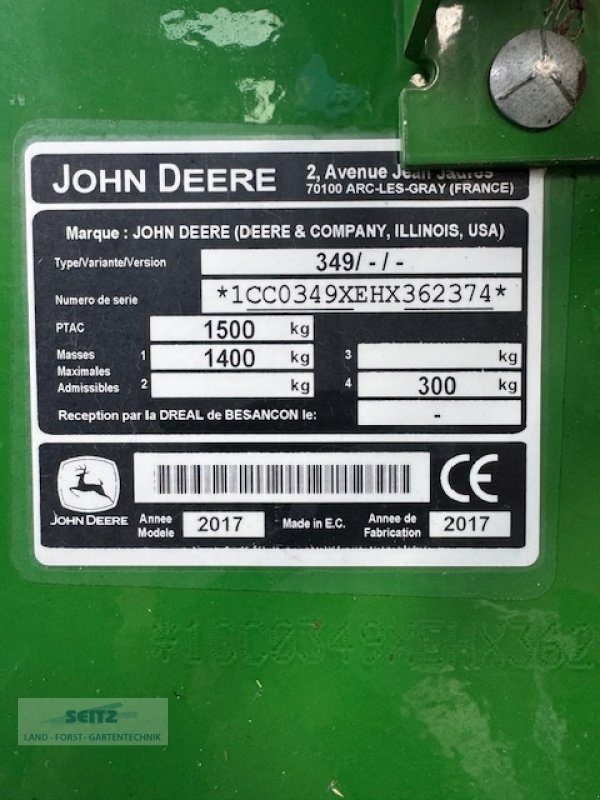 JOHN DEERE
2, Avenue Jean Jaures
70100 ARC-LES-GRAY (FRANCE)
Marque : JOHN DEERE (DEERE & COMPANY, ILLINOIS, USA)
Type/Variante/Version 349/ - / -
Numero de serie *1CC0349XEHX362374*
PTAC 1500 kg
Masses 1 1400 kg 3 kg
Maximales
Admissibles 2 kg 4 300 kg
Reception par la DREAL de BESANCON le: -
JOHN DEERE
Annee Modele 2017
Made in E.C.
Annee de Fabrication 2017
CE
*1CC0349XEHX362
SEITZ
LAND - FORST - GARTENTECHNIK